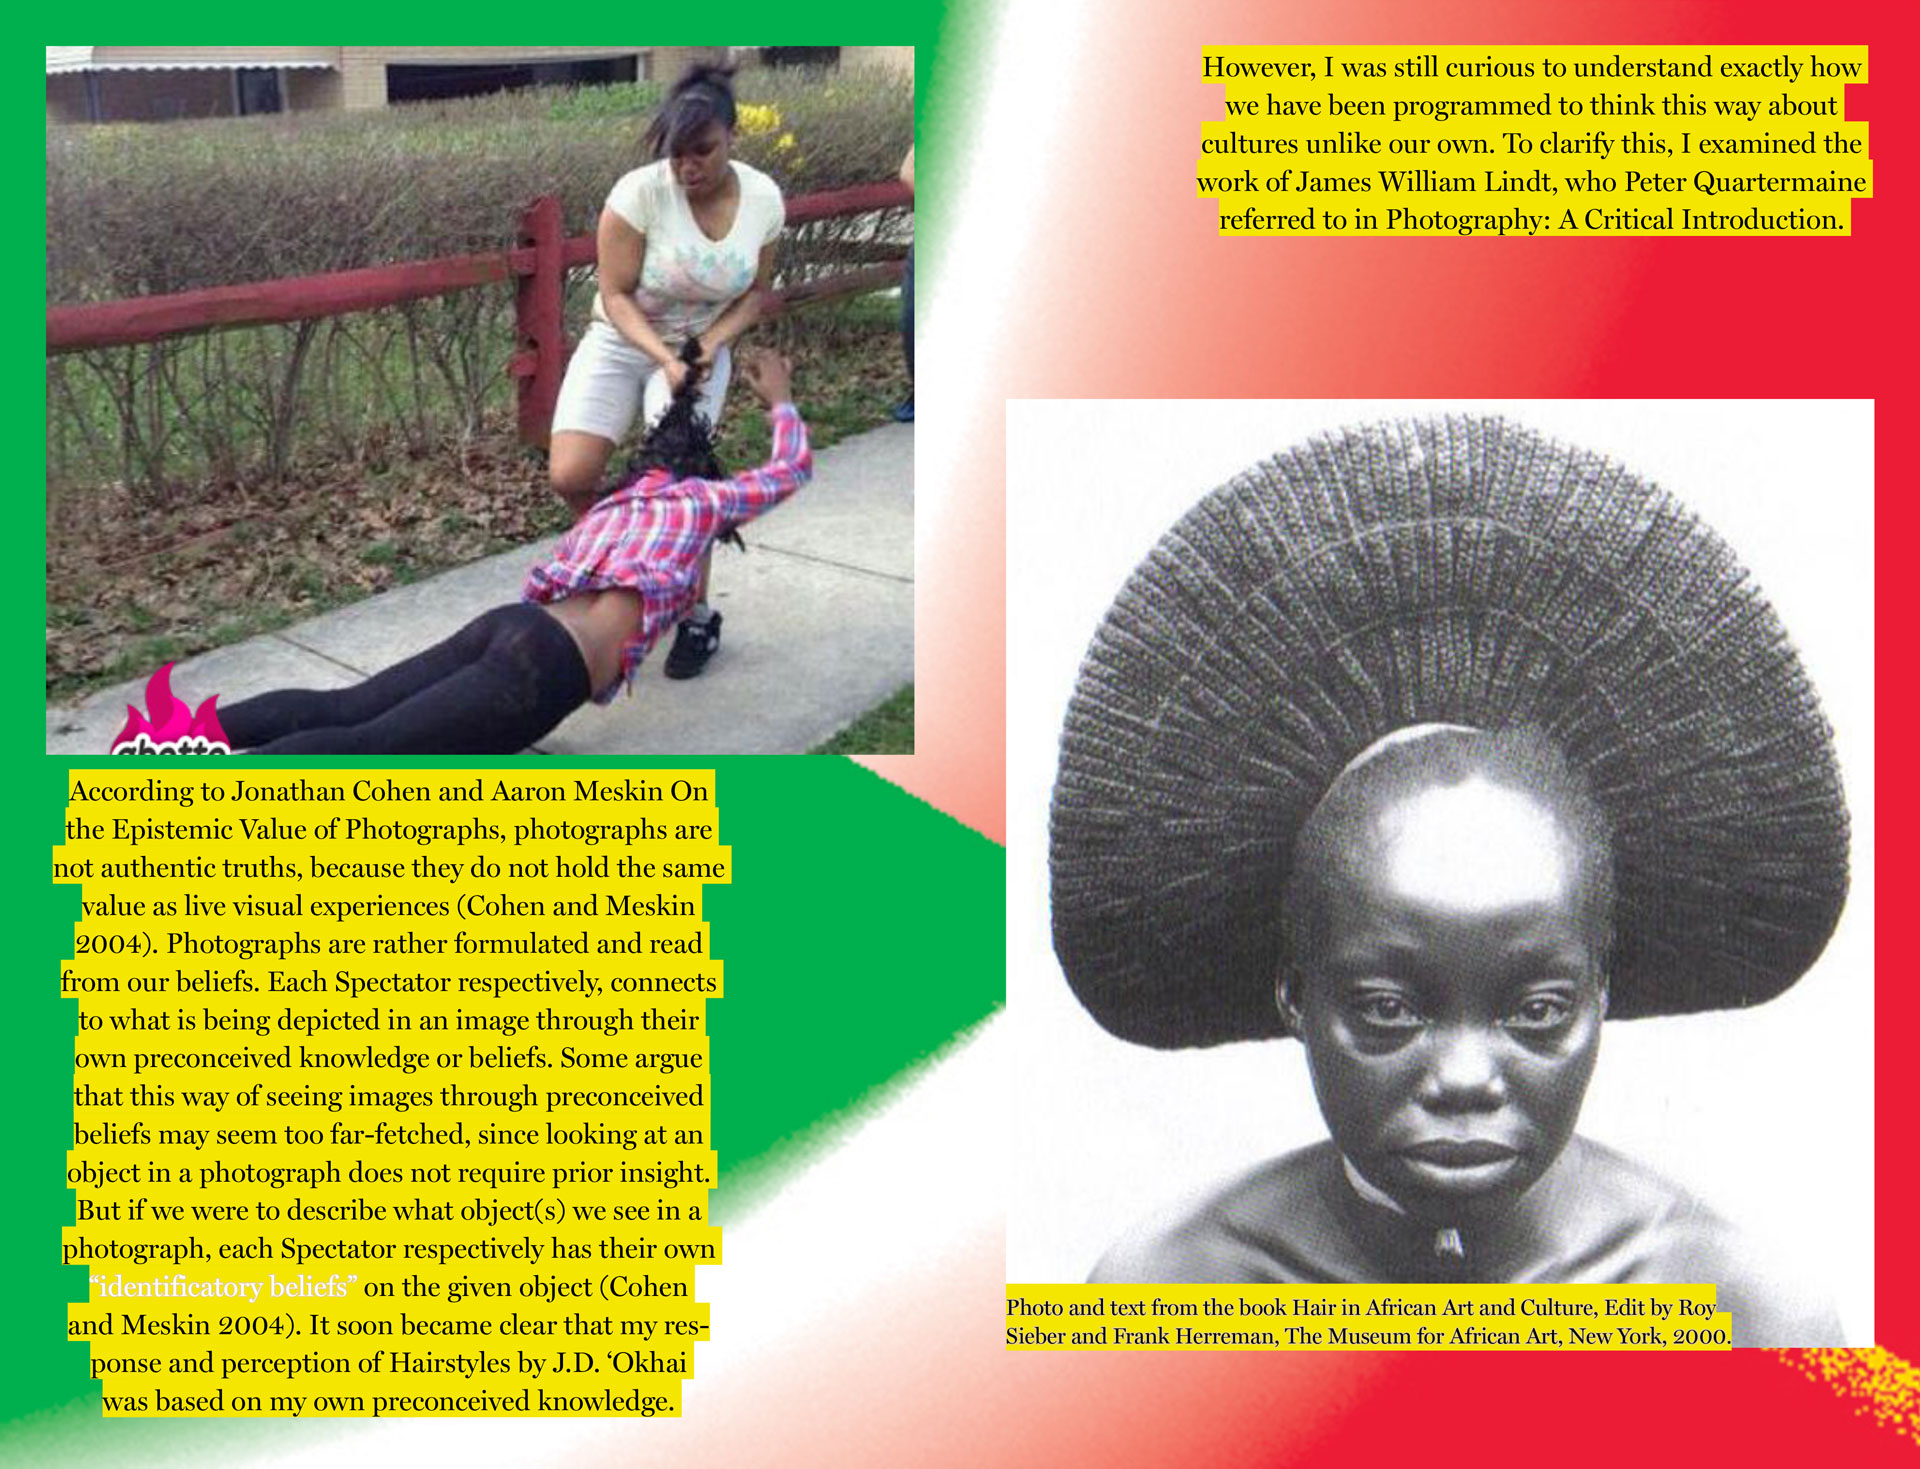 ghetto
According to Jonathan Cohen and Aaron Meskin On
the Epistemic Value of Photographs, photographs are
not authentic truths, because they do not hold the same
value as live visual experiences (Cohen and Meskin
2004). Photographs are rather formulated and read
from our beliefs. Each Spectator respectively, connects
to what is being depicted in an image through their
own preconceived knowledge or beliefs. Some argue
that this way of seeing images through preconceived
beliefs may seem too far-fetched, since looking at an
object in a photograph does not require prior insight.
But if we were to describe what object(s) we see in a
photograph, each Spectator respectively has their own
“identificatory beliefs” on the given object (Cohen
and Meskin 2004). It soon became clear that my res-
ponse and perception of Hairstyles by J.D. ‘Okhai
was based on my own preconceived knowledge.
However, I was still curious to understand exactly how
we have been programmed to think this way about
cultures unlike our own. To clarify this, I examined the
work of James William Lindt, who Peter Quartermaine
referred to in Photography: A Critical Introduction.
Photo and text from the book Hair in African Art and Culture, Edit by Roy
Sieber and Frank Herreman, The Museum for African Art, New York, 2000.